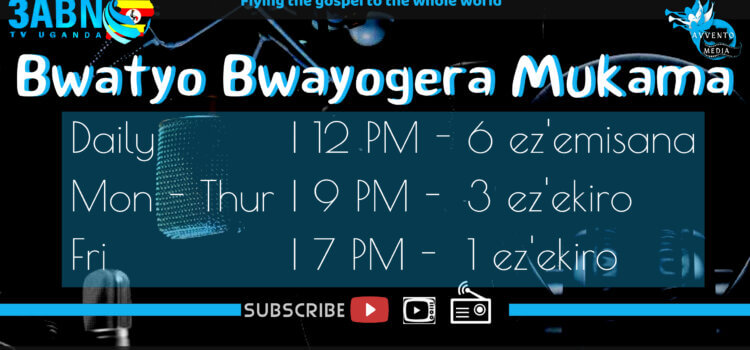 Flying the gospel to the whole world
3ABN
TV UGANDA
AVVENTO
MEDIA
Bwatyo Bwayogera Mukama
Daily | 12 PM - 6 ez'emisana
Mon - Thur | 9 PM - 3 ez'ekiro
Fri | 7 PM - 1 ez'ekiro
SUBSCRIBE